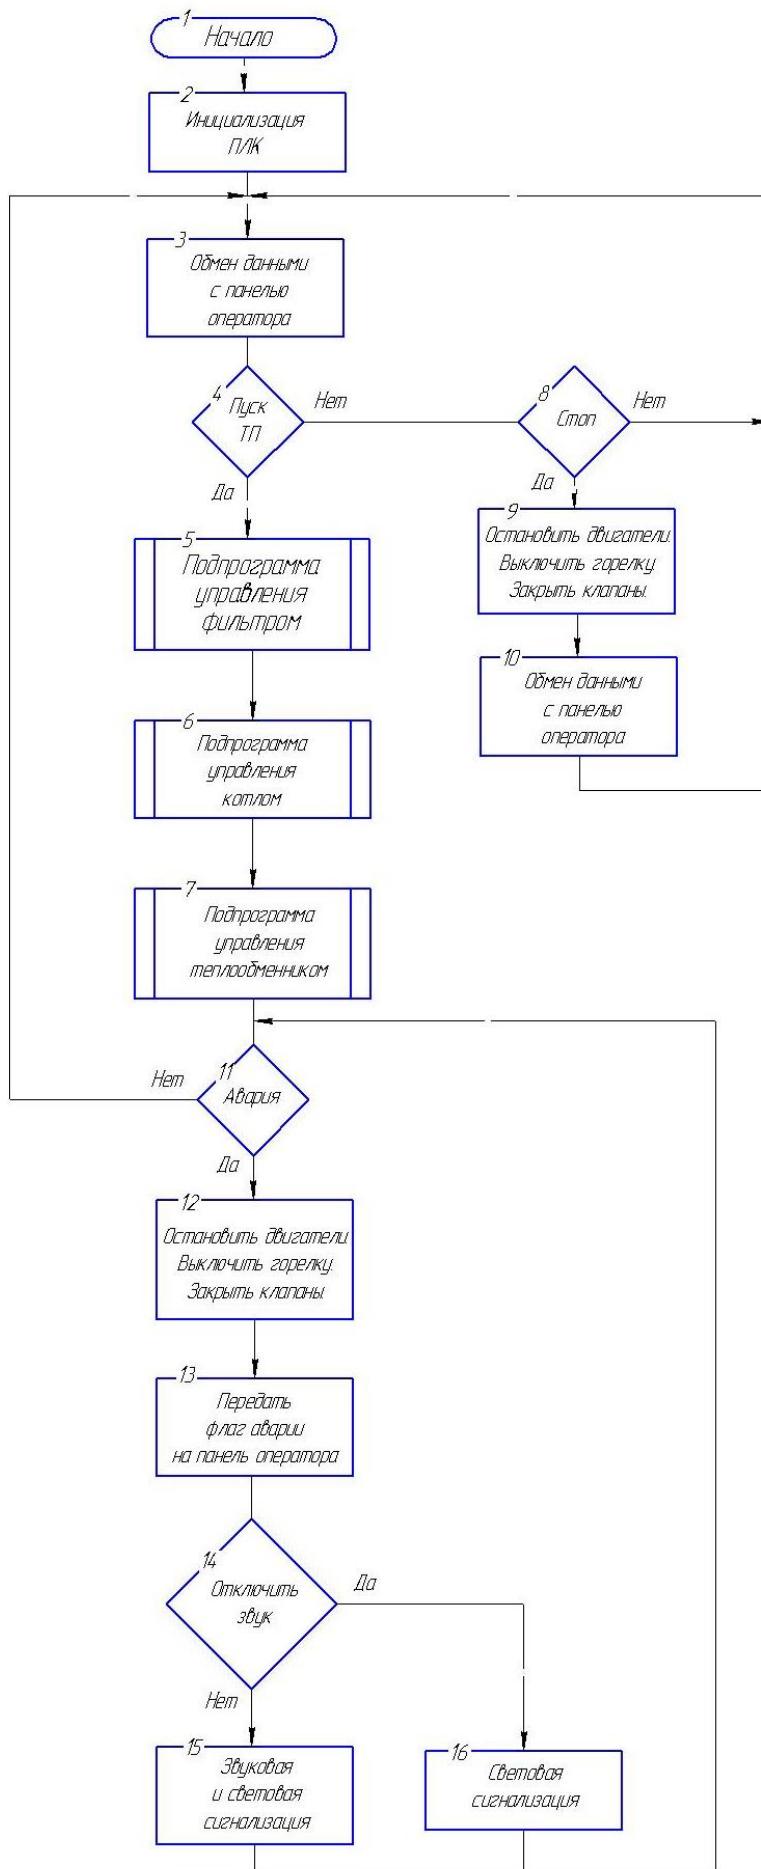 1
Начало
2
Инициализация
ПЛК
3
Обмен данными
с панелью
оператора
4
Пуск
ТП
Нет
Да
8
Стоп
Нет
Да
5
Подпрограмма
управления
фильтром
9
Остановить двигатели.
Выключить горелку.
Закрыть клапаны.
10
Обмен данными
с панелью
оператора
6
Подпрограмма
управления
котлом
7
Подпрограмма
управления
теплообменником
11
Авария
Нет
Да
12
Остановить двигатели.
Выключить горелку.
Закрыть клапаны.
13
Передать
флаг аварии
на панель оператора
14
Отключить
звук
Да
Нет
15
Звуковая
и световая
сигнализация
16
Световая
сигнализация